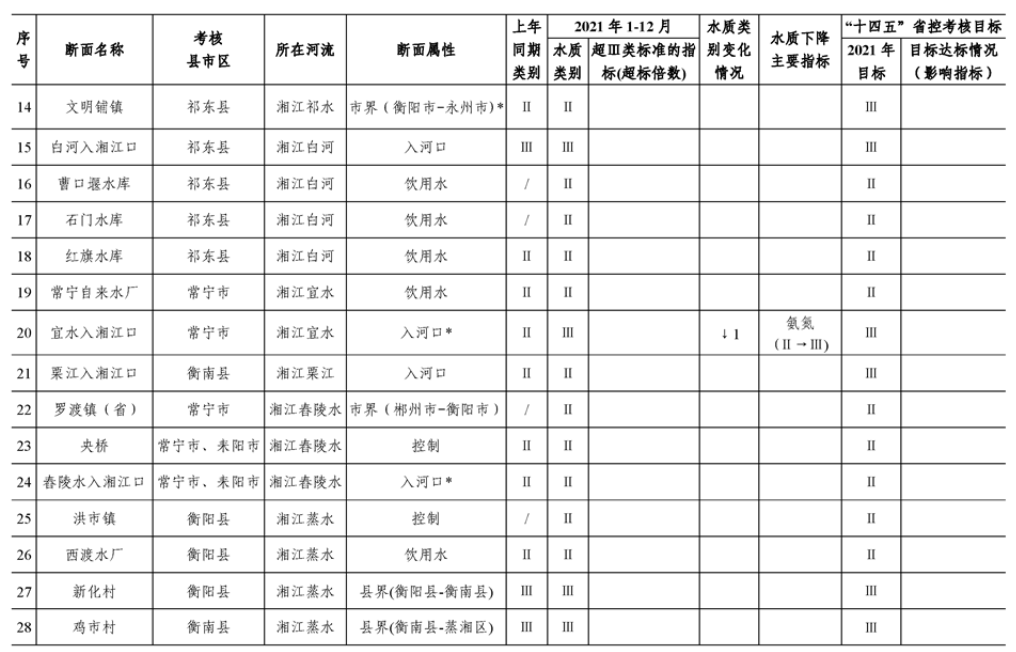 序号 断面名称 考核县市区 所在河流 断面属性 上年同期类别 2021年1-12月 水质类别变化情况 水质下降主要指标 “十四五”省控考核目标
水质类别 超Ⅲ类标准的指标(超标倍数) 2021年目标 目标达标情况（影响指标）
14 文明铺镇 祁东县 湘江祁水 市界（衡阳市-永州市）* Ⅱ Ⅱ Ⅲ
15 白河入湘江口 祁东县 湘江白河 入河口 Ⅲ Ⅲ Ⅲ
16 曹口堰水库 祁东县 湘江白河 饮用水 / Ⅱ Ⅱ
17 石门水库 祁东县 湘江白河 饮用水 / Ⅱ Ⅱ
18 红旗水库 祁东县 湘江白河 饮用水 Ⅱ Ⅱ Ⅱ
19 常宁自来水厂 常宁市 湘江宜水 饮用水 Ⅱ Ⅱ Ⅱ
20 宜水入湘江口 常宁市 湘江宜水 入河口* Ⅱ Ⅲ ↓1 氨氮（Ⅱ→Ⅲ） Ⅲ
21 栗江入湘江口 衡南县 湘江栗江 入河口 Ⅱ Ⅱ Ⅲ
22 罗渡镇（省） 常宁市 湘江舂陵水 市界（郴州市-衡阳市） / Ⅱ Ⅱ
23 央桥 常宁市、耒阳市 湘江舂陵水 控制 Ⅱ Ⅱ Ⅱ
24 舂陵水入湘江口 常宁市、耒阳市 湘江舂陵水 入河口* Ⅱ Ⅱ Ⅱ
25 洪市镇 衡阳县 湘江蒸水 控制 / Ⅱ Ⅱ
26 西渡水厂 衡阳县 湘江蒸水 饮用水 Ⅱ Ⅱ Ⅱ
27 新化村 衡阳县 湘江蒸水 县界(衡阳县-衡南县) Ⅲ Ⅲ Ⅲ
28 鸡市村 衡南县 湘江蒸水 县界(衡南县-蒸湘区) Ⅲ Ⅲ Ⅲ